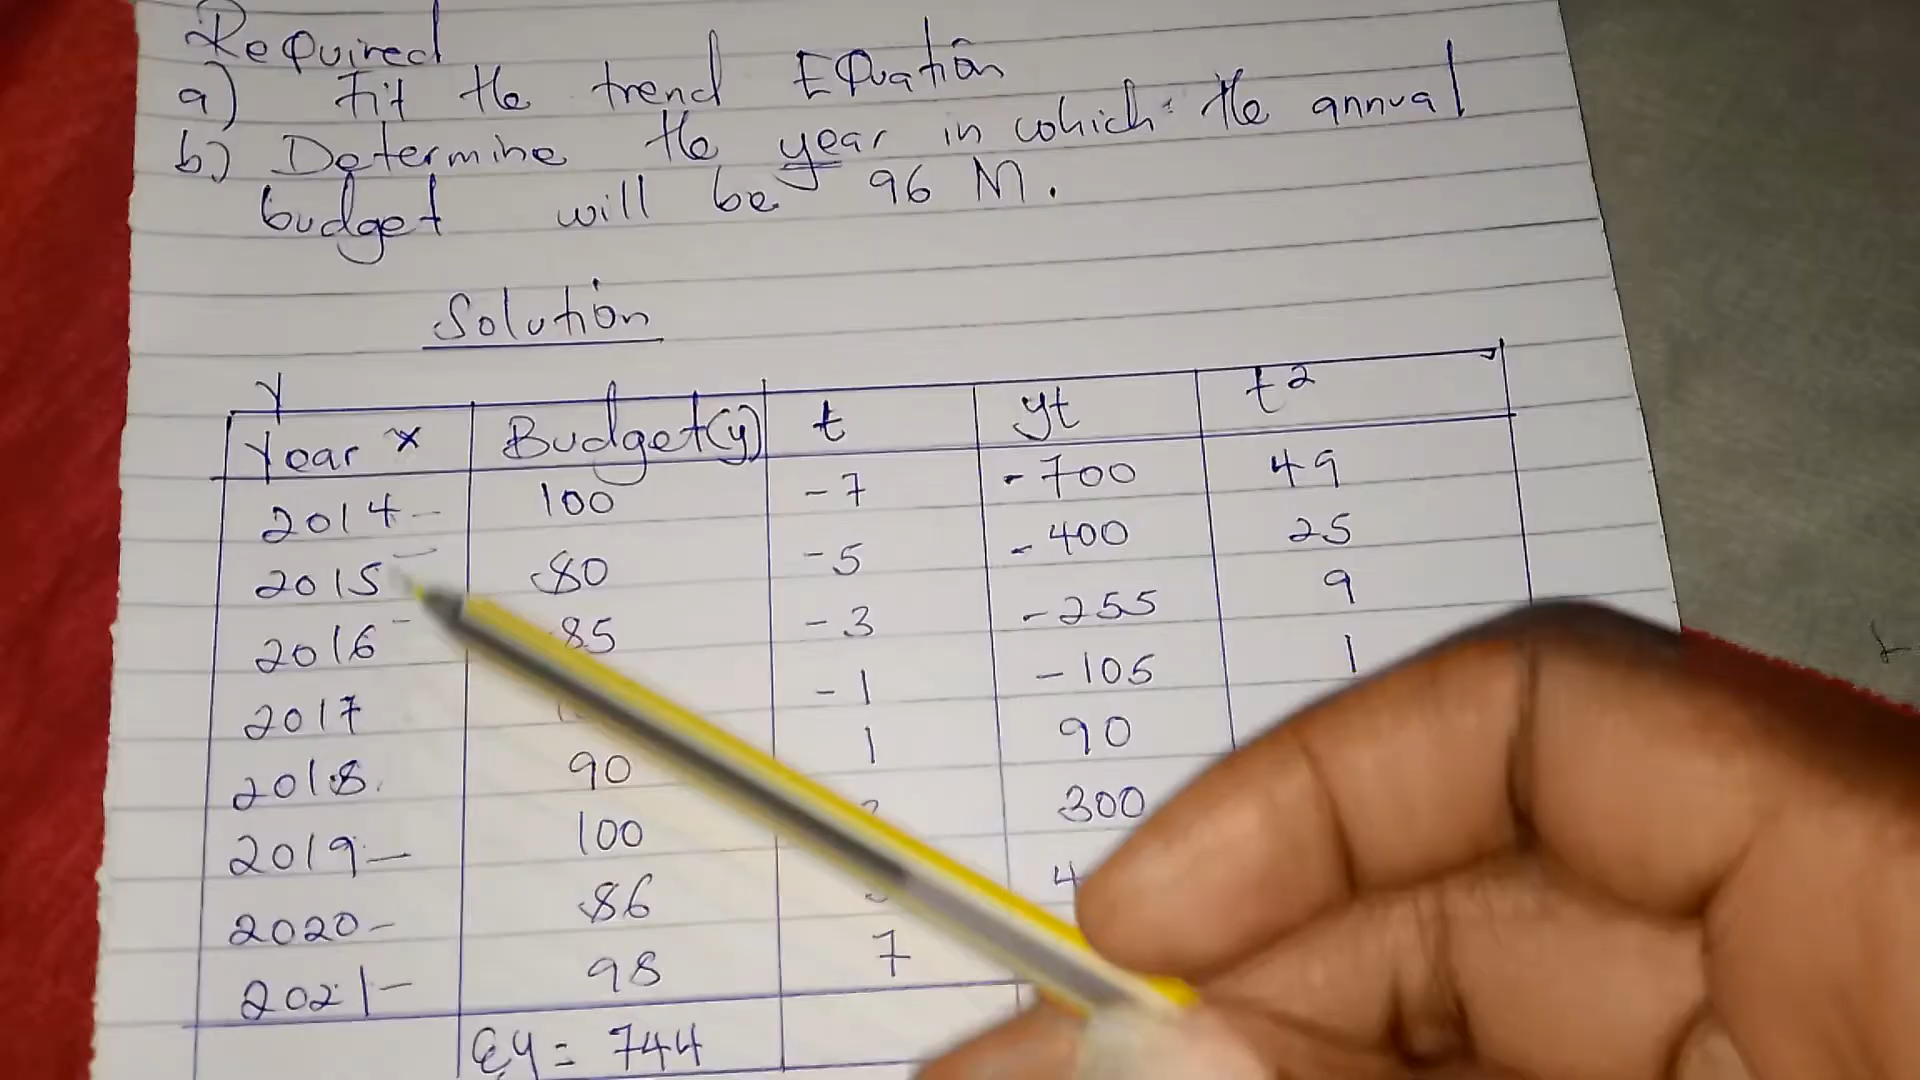 Required
a) Fit the trend Equation
b) Determine the year in which the annual
budget will be 96 M.
Solution
Y
Year x Budget(y) t yt t2
2014- 100 -7 -700 49
2015- 80 -5 -400 25
2016- 85 -3 -255 9
2017 -1 -105 1
2018. 90 1 90
2019- 100 300
2020- 86 4
2021- 98 7
Σy = 744